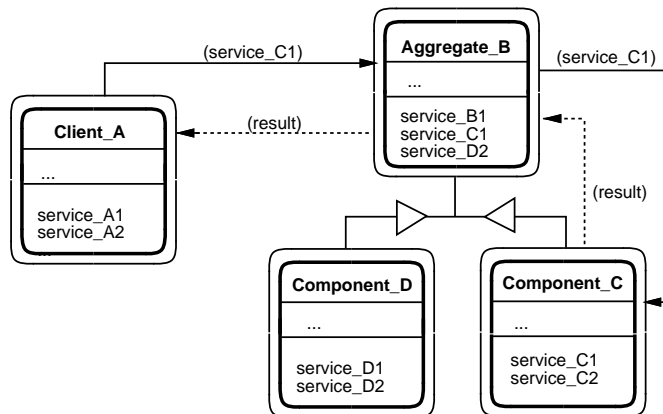 (service_C1)
Aggregate_B
...
service_B1
service_C1
service_D2
(service_C1)
Client_A
...
service_A1
service_A2
...
(result)
(result)
Component_D
...
service_D1
service_D2
Component_C
...
service_C1
service_C2